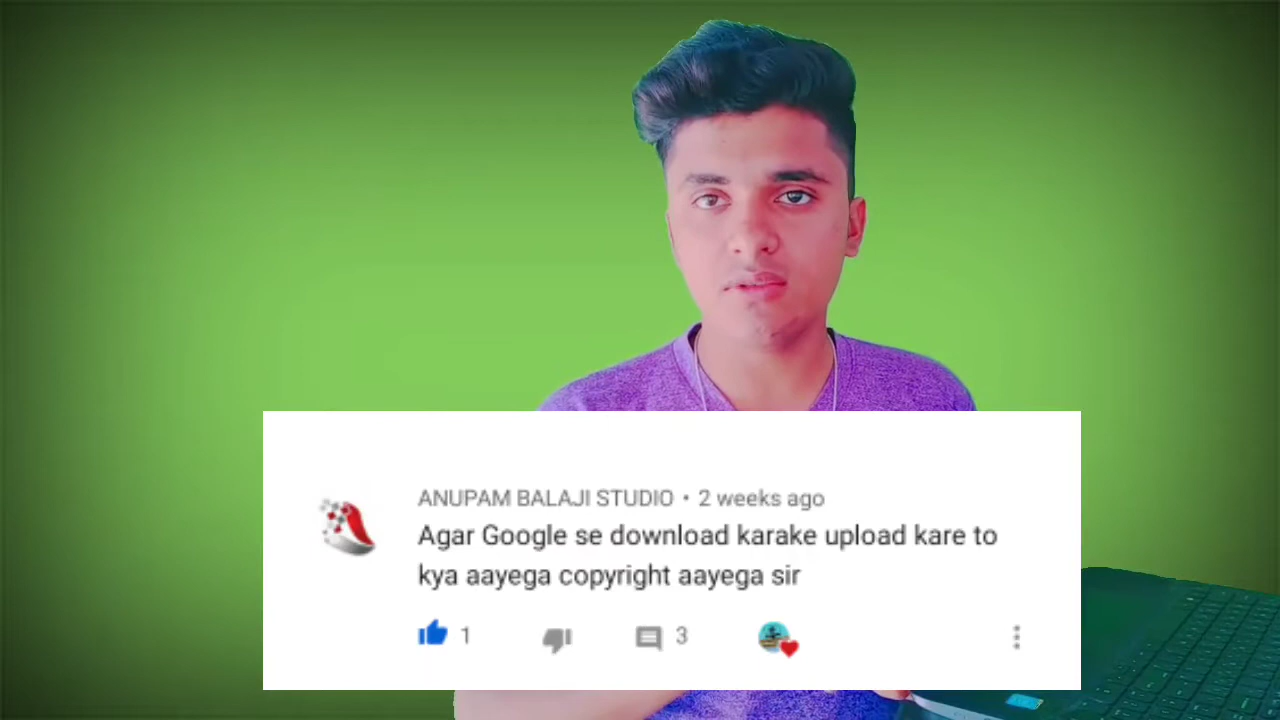 ANUPAM BALAJI STUDIO • 2 weeks ago
Agar Google se download karake upload kare to
kya aayega copyright aayega sir
1
3